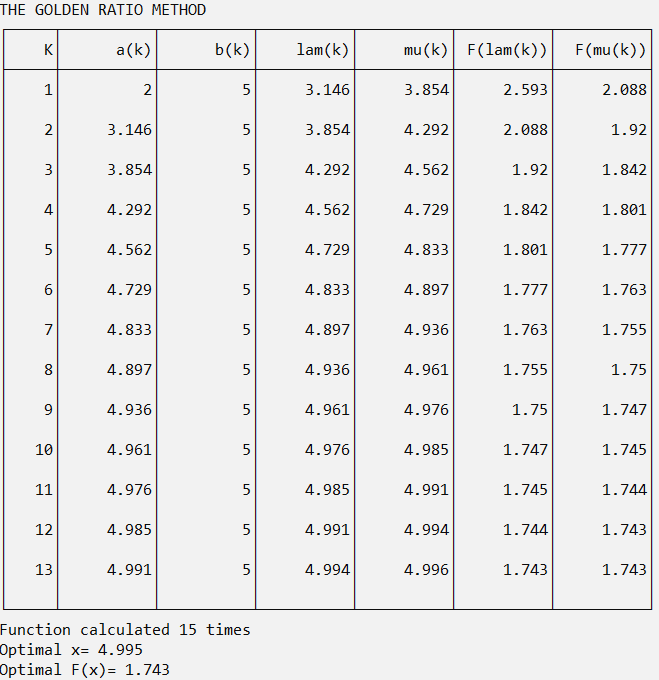 THE GOLDEN RATIO METHOD
K a(k) b(k) lam(k) mu(k) F(lam(k)) F(mu(k))
1 2 5 3.146 3.854 2.593 2.088
2 3.146 5 3.854 4.292 2.088 1.92
3 3.854 5 4.292 4.562 1.92 1.842
4 4.292 5 4.562 4.729 1.842 1.801
5 4.562 5 4.729 4.833 1.801 1.777
6 4.729 5 4.833 4.897 1.777 1.763
7 4.833 5 4.897 4.936 1.763 1.755
8 4.897 5 4.936 4.961 1.755 1.75
9 4.936 5 4.961 4.976 1.75 1.747
10 4.961 5 4.976 4.985 1.747 1.745
11 4.976 5 4.985 4.991 1.745 1.744
12 4.985 5 4.991 4.994 1.744 1.743
13 4.991 5 4.994 4.996 1.743 1.743
Function calculated 15 times
Optimal x= 4.995
Optimal F(x)= 1.743